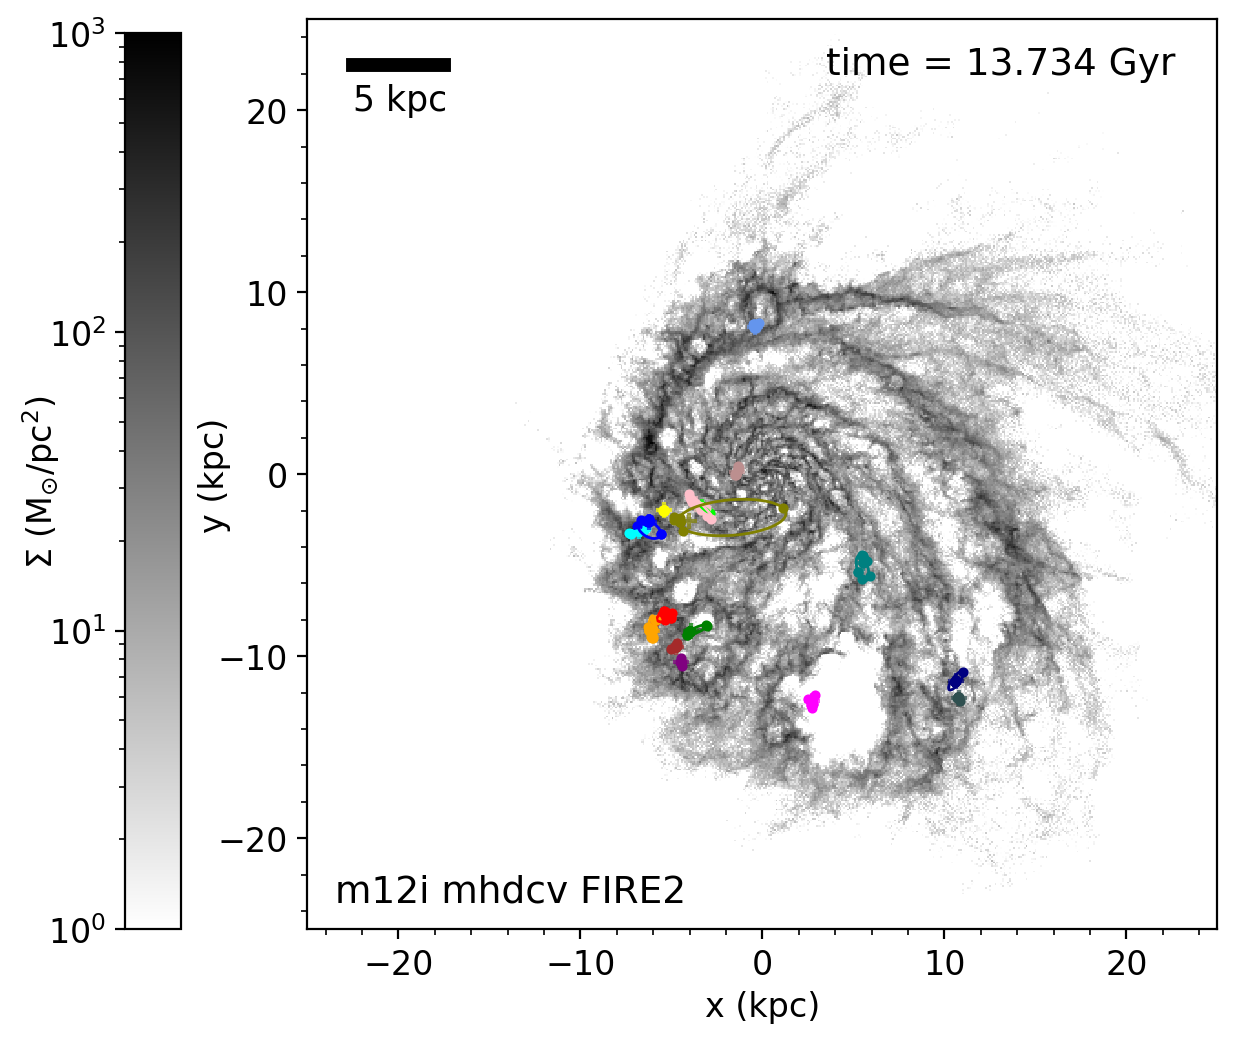 10³
10²
10¹
10⁰
Σ (M⊙/pc²)
20
10
0
−10
−20
y (kpc)
5 kpc
time = 13.734 Gyr
m12i mhdcv FIRE2
−20
−10
0
10
20
x (kpc)